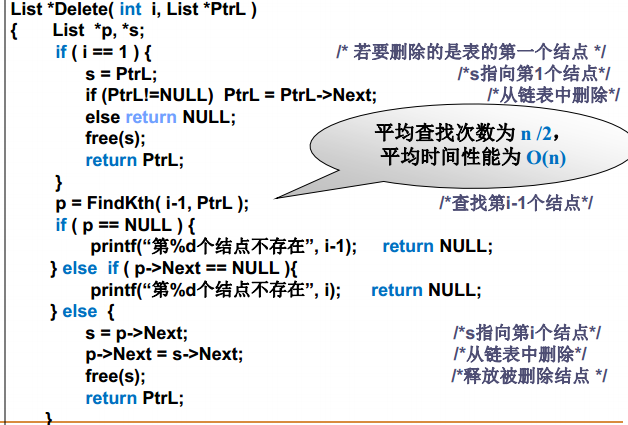 List *Delete( int i, List *PtrL )
{ List *p, *s;
if ( i == 1 ) { /* 若要删除的是表的第一个结点 */
s = PtrL; /*s指向第1个结点*/
if (PtrL!=NULL) PtrL = PtrL->Next; /*从链表中删除*/
else return NULL;
free(s);
return PtrL;
}
平均查找次数为 n /2，
平均时间性能为 O(n)
p = FindKth( i-1, PtrL ); /*查找第i-1个结点*/
if ( p == NULL ) {
printf(“第%d个结点不存在”, i-1); return NULL;
} else if ( p->Next == NULL ){
printf(“第%d个结点不存在”, i); return NULL;
} else {
s = p->Next; /*s指向第i个结点*/
p->Next = s->Next; /*从链表中删除*/
free(s); /*释放被删除结点 */
return PtrL;
}